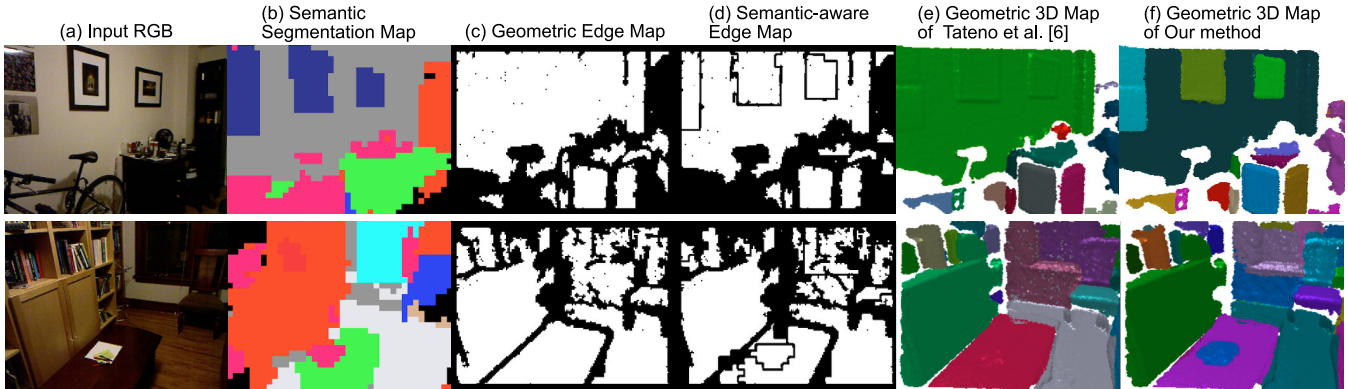 (a) Input RGB
(b) Semantic
Segmentation Map
(c) Geometric Edge Map
(d) Semantic-aware
Edge Map
(e) Geometric 3D Map
of Tateno et al. [6]
(f) Geometric 3D Map
of Our method